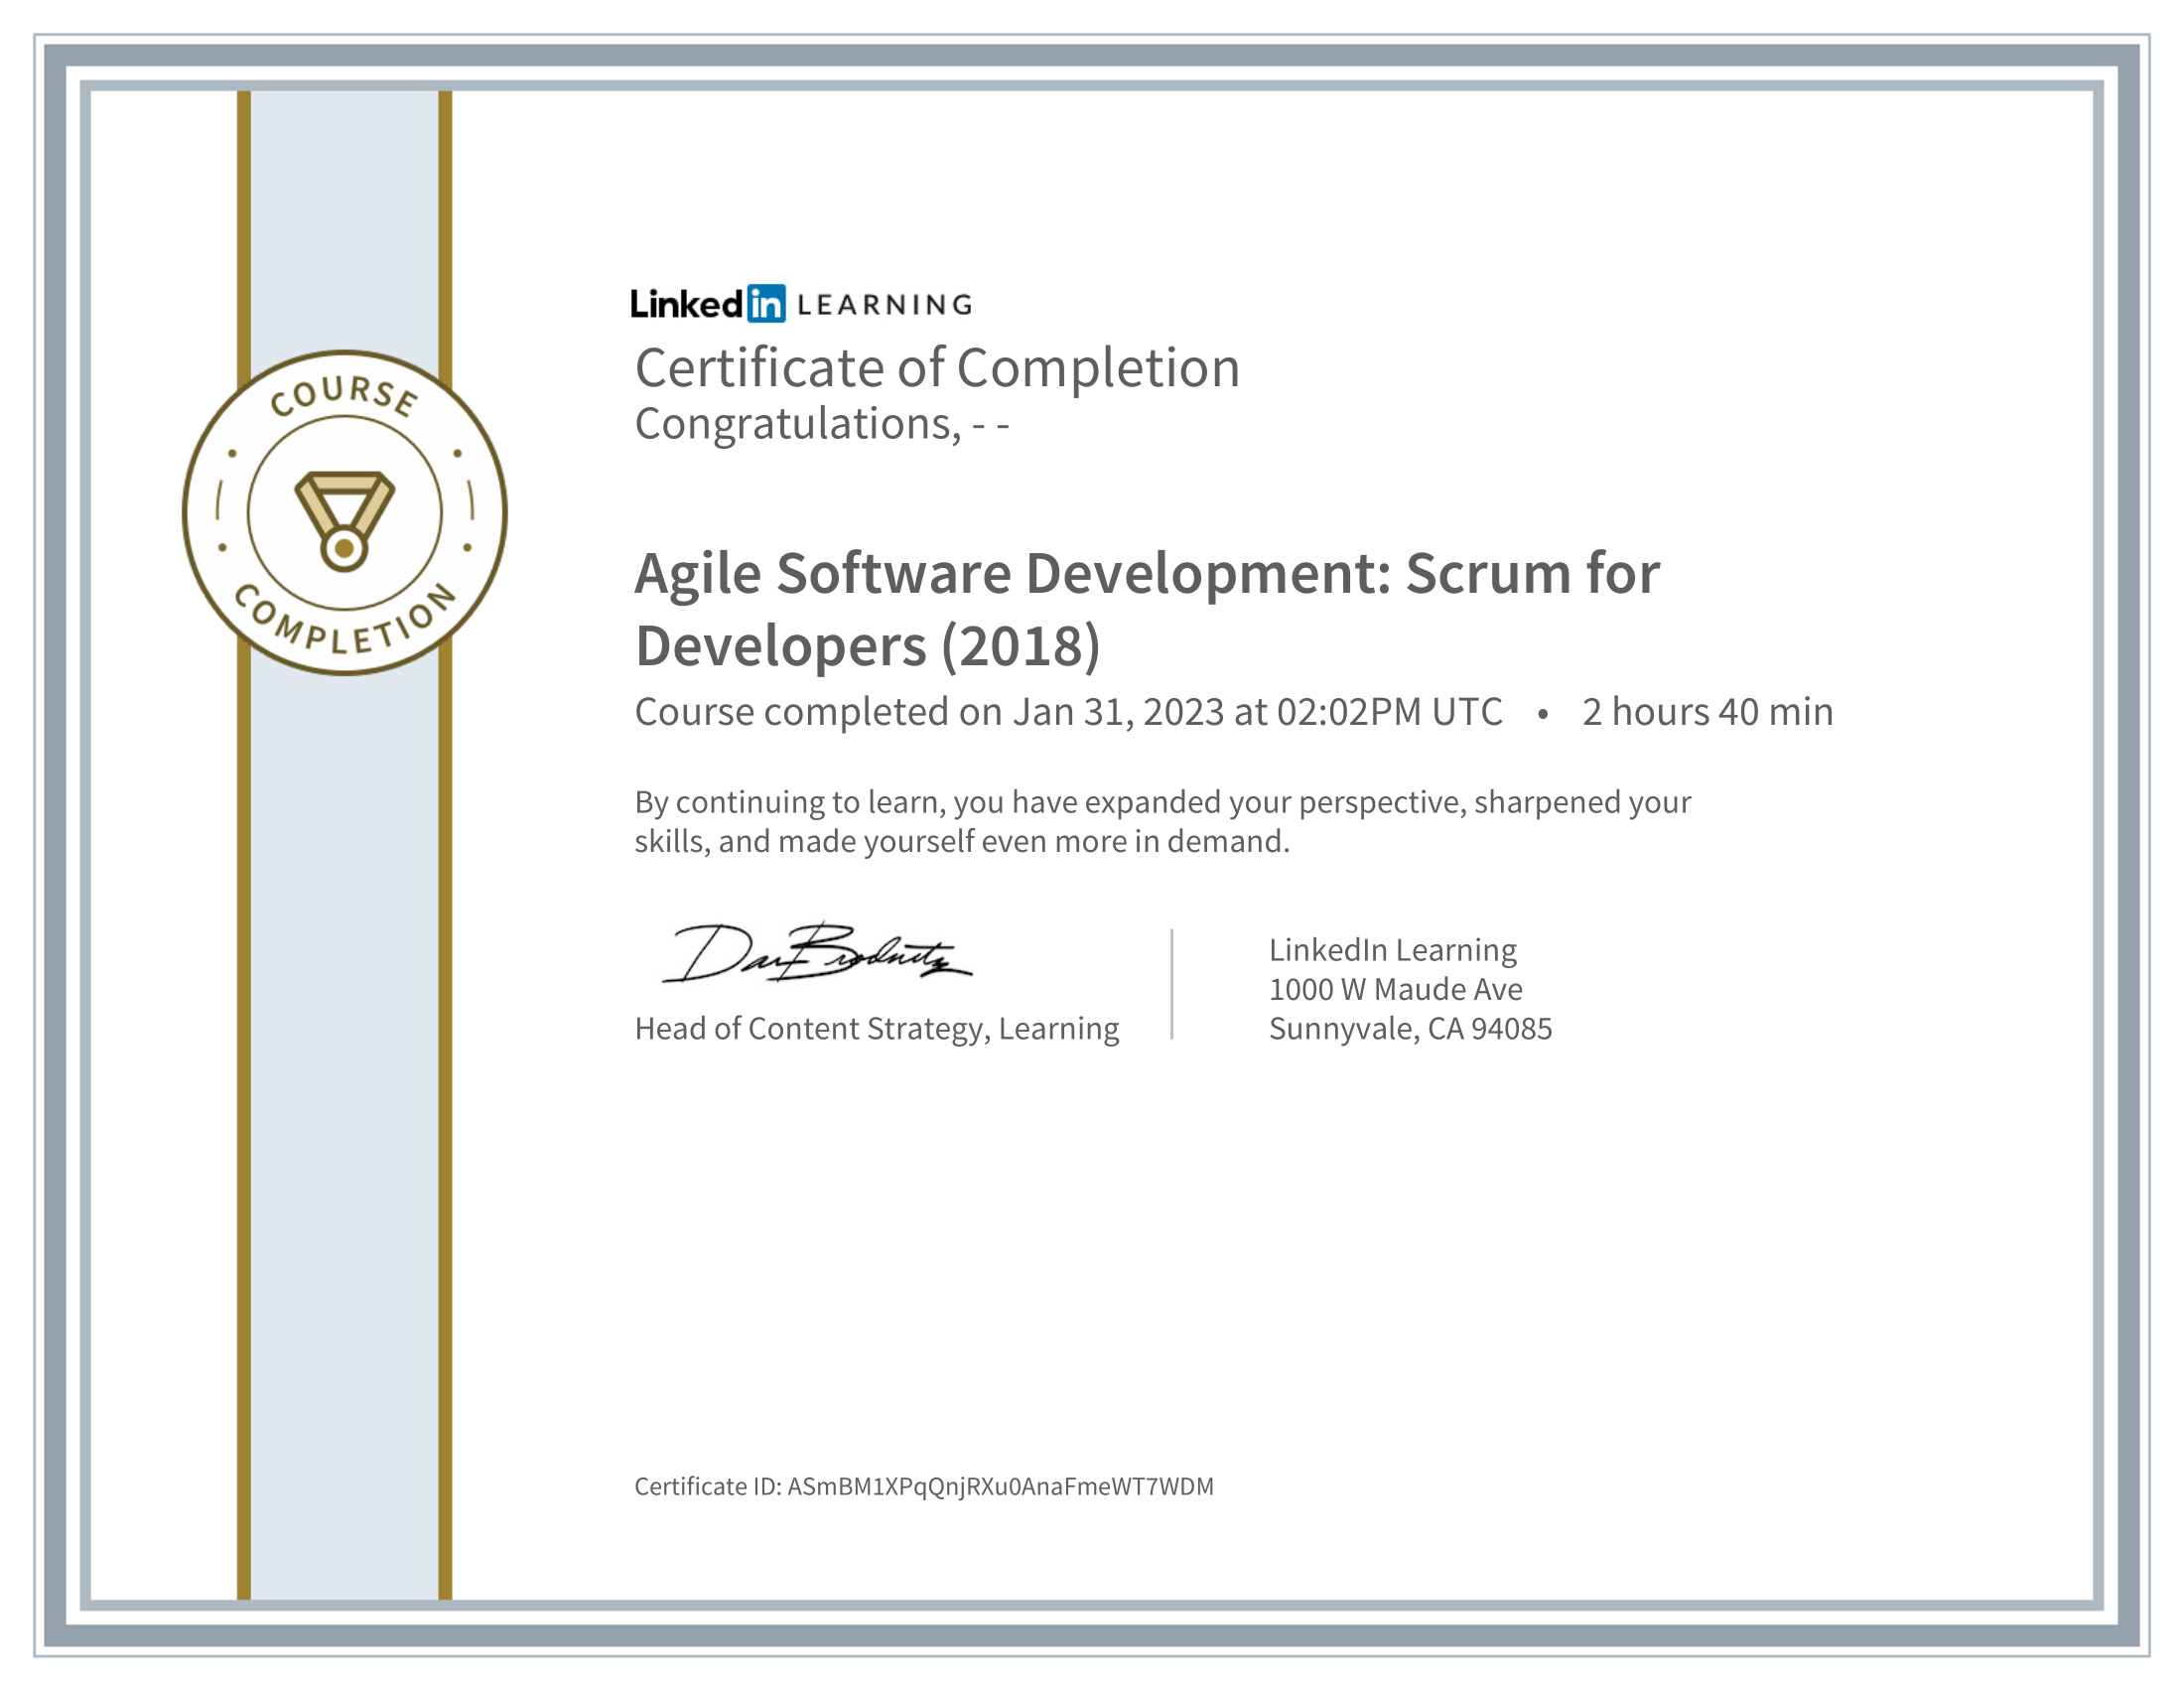 COURSE
COMPLETION
Linked in LEARNING
Certificate of Completion
Congratulations, - -
Agile Software Development: Scrum for
Developers (2018)
Course completed on Jan 31, 2023 at 02:02PM UTC • 2 hours 40 min
By continuing to learn, you have expanded your perspective, sharpened your
skills, and made yourself even more in demand.
Head of Content Strategy, Learning
LinkedIn Learning
1000 W Maude Ave
Sunnyvale, CA 94085
Certificate ID: ASmBM1XPqQnjRXu0AnaFmeWT7WDM